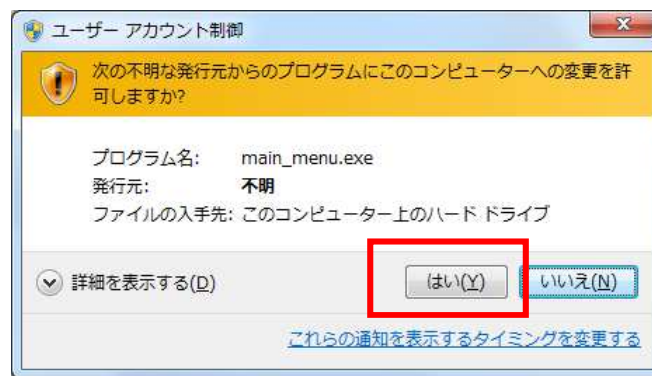 ユーザー アカウント制御
次の不明な発行元からのプログラムにこのコンピューターへの変更を許
可しますか?
プログラム名: main_menu.exe
発行元: 不明
ファイルの入手先: このコンピューター上のハード ドライブ
詳細を表示する(D) はい(Y) いいえ(N)
これらの通知を表示するタイミングを変更する